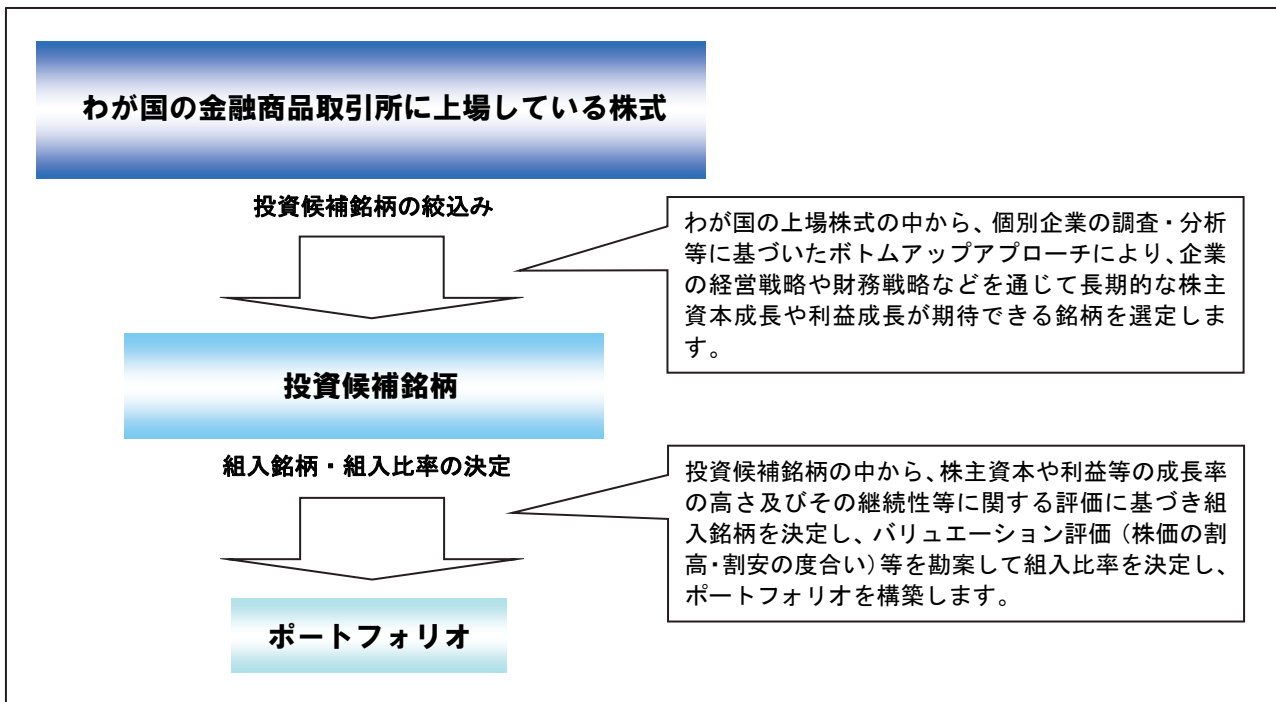 わが国の金融商品取引所に上場している株式
投資候補銘柄の絞込み
わが国の上場株式の中から、個別企業の調査・分析
等に基づいたボトムアップアプローチにより、企業
の経営戦略や財務戦略などを通じて長期的な株主
資本成長や利益成長が期待できる銘柄を選定しま
す。
投資候補銘柄
組入銘柄・組入比率の決定
投資候補銘柄の中から、株主資本や利益等の成長率
の高さ及びその継続性等に関する評価に基づき組
入銘柄を決定し、バリュエーション評価（株価の割
高・割安の度合い）等を勘案して組入比率を決定し、
ポートフォリオを構築します。
ポートフォリオ